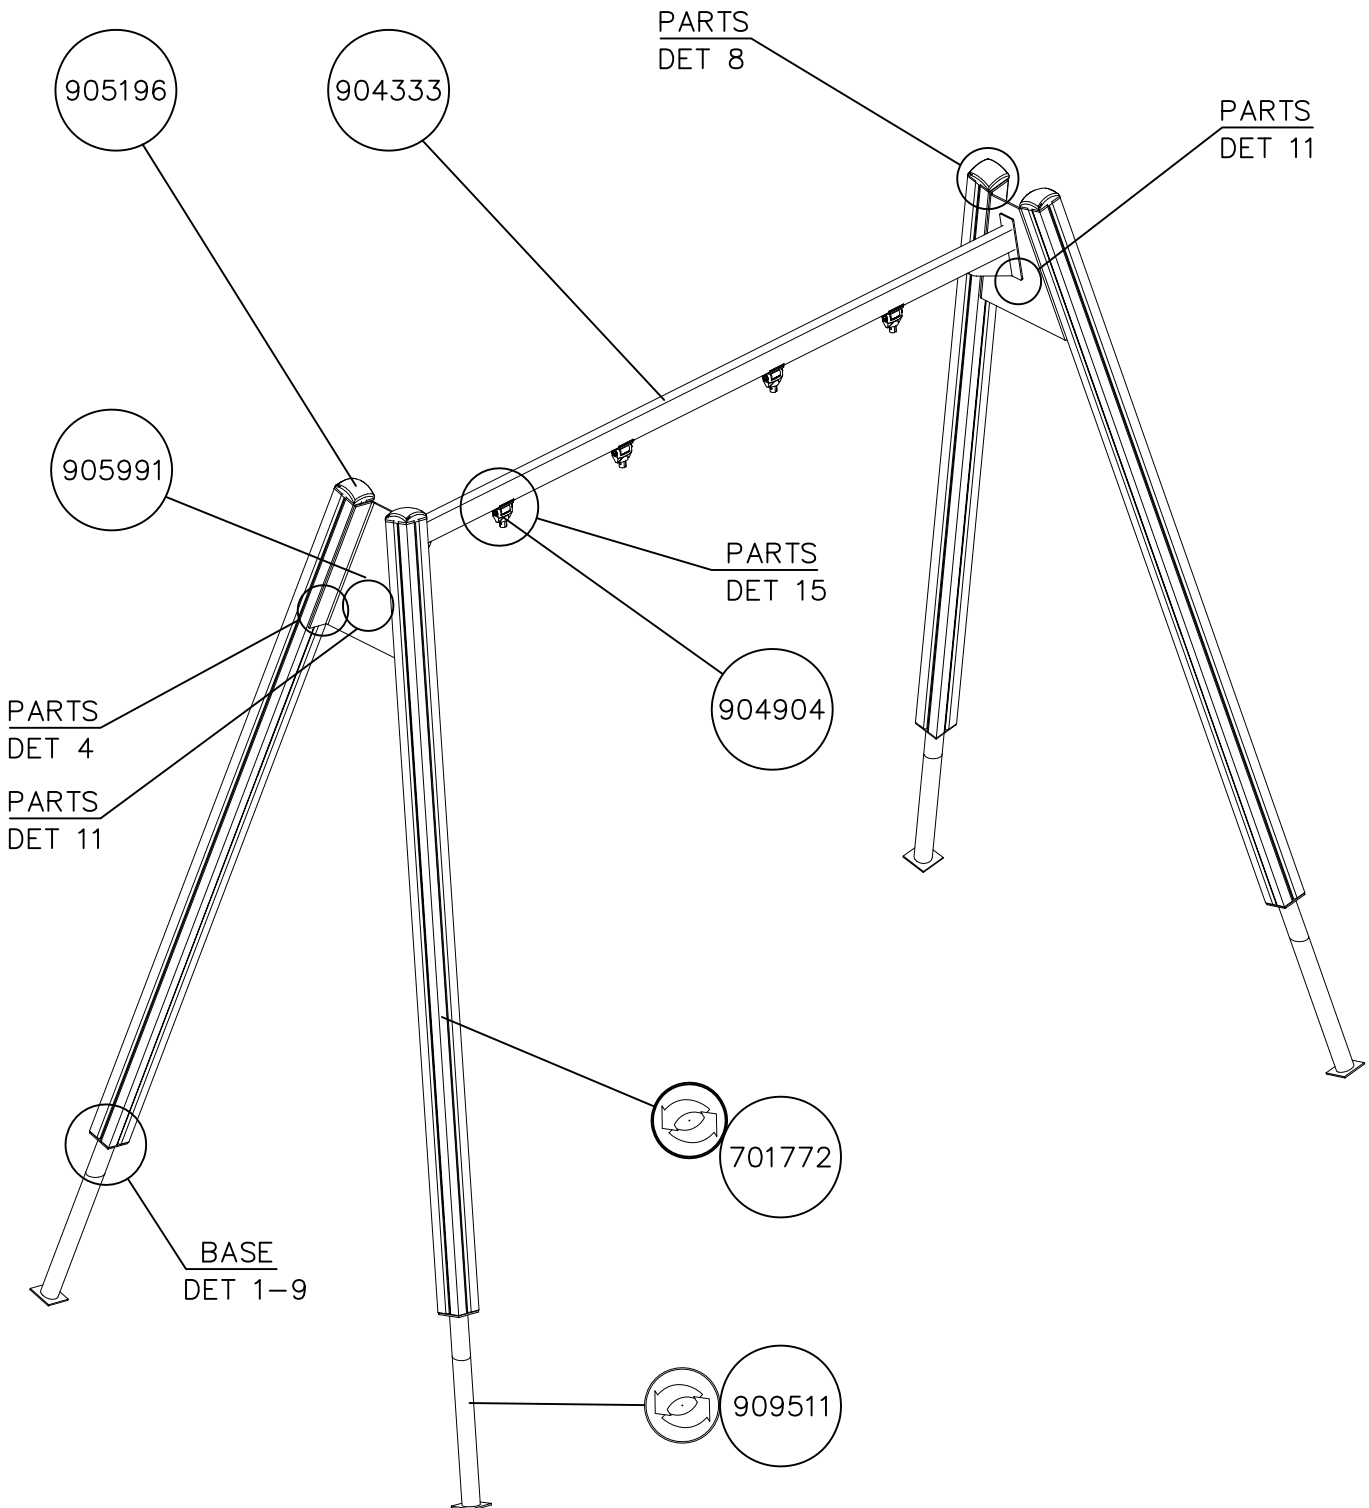 PARTS
DET 8
905196
904333
PARTS
DET 11
905991
PARTS
DET 15
904904
PARTS
DET 4
PARTS
DET 11
701772
BASE
DET 1-9
909511